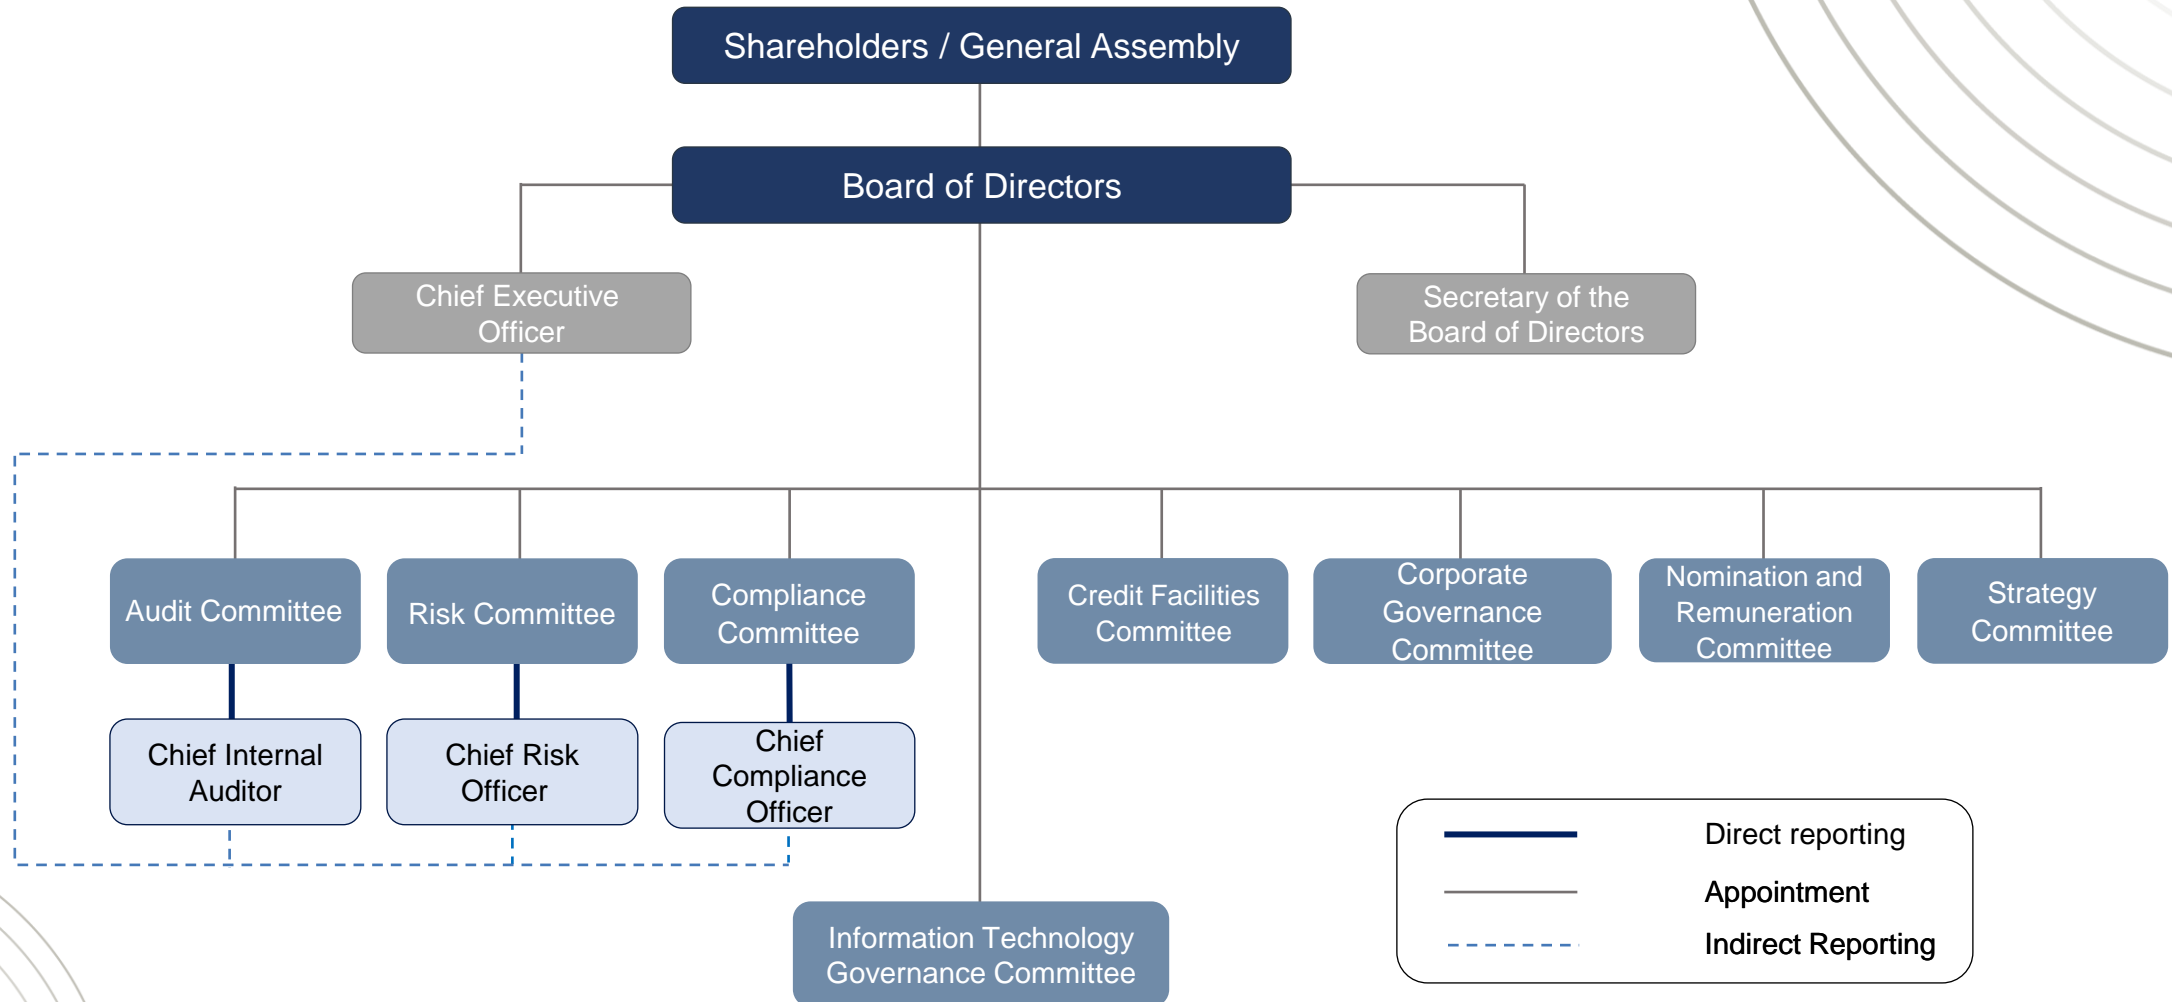 Shareholders / General Assembly
Board of Directors
Chief Executive
Officer
Secretary of the
Board of Directors
Audit Committee
Risk Committee
Compliance
Committee
Credit Facilities
Committee
Corporate
Governance
Committee
Nomination and
Remuneration
Committee
Strategy
Committee
Chief Internal
Auditor
Chief Risk
Officer
Chief
Compliance
Officer
Information Technology
Governance Committee
Direct reporting
Appointment
Indirect Reporting